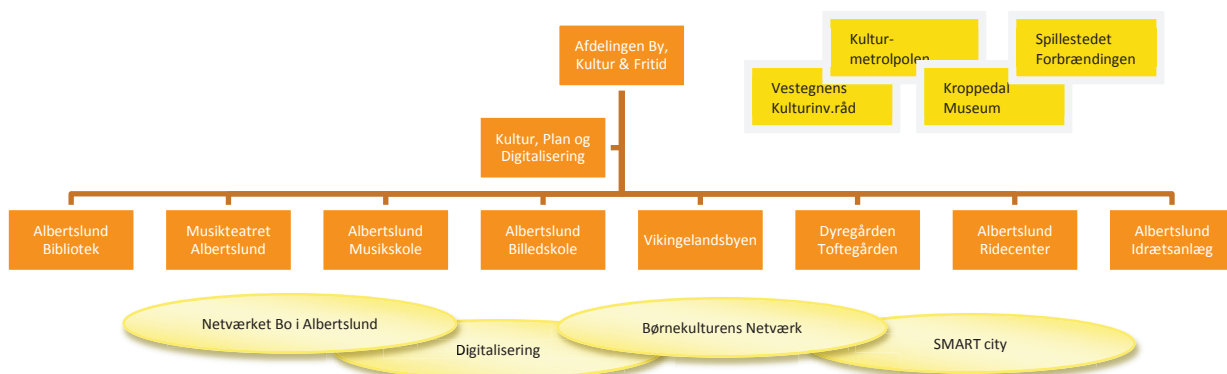 Afdelingen By,
Kultur & Fritid
Kultur-
metrolpolen
Spillestedet
Forbrændingen
Vestegnens
Kulturinv.råd
Kroppedal
Museum
Kultur, Plan og
Digitalisering
Albertslund
Bibliotek
Musikteatret
Albertslund
Albertslund
Musikskole
Albertslund
Billedskole
Vikingelandsbyen
Dyregården
Toftegården
Albertslund
Ridecenter
Albertslund
Idrætsanlæg
Netværket Bo i Albertslund
Digitalisering
Børnekulturens Netværk
SMART city